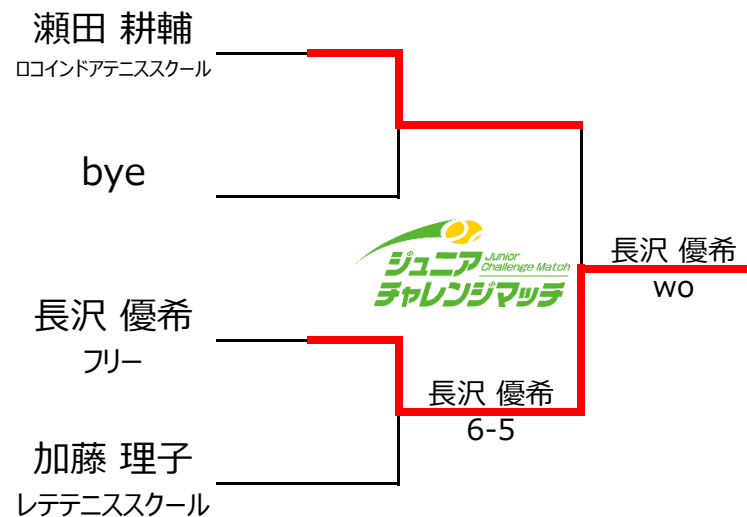 瀬田 耕輔
ロコインドアテニススクール
bye
ジュニア Junior Challenge Match
チャレンジマッチ
長沢 優希
wo
長沢 優希
フリー
長沢 優希
6-5
加藤 理子
レテテニススクール